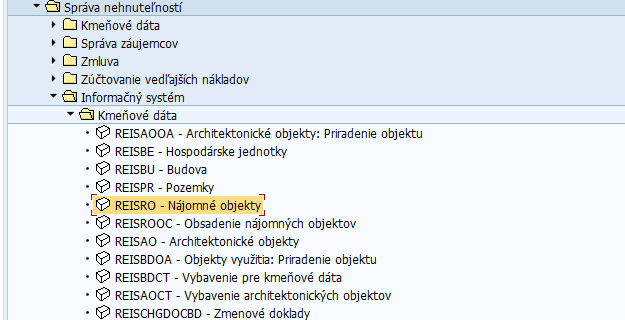 Správa nehnuteľností
Kmeňové dáta
Správa záujemcov
Zmluva
Zúčtovanie vedľajších nákladov
Informačný systém
Kmeňové dáta
REISAOOA - Architektonické objekty: Priradenie objektu
REISBE - Hospodárske jednotky
REISBU - Budova
REISPR - Pozemky
REISRO - Nájomné objekty
REISROOC - Obsadenie nájomných objektov
REISAO - Architektonické objekty
REISBDOA - Objekty využitia: Priradenie objektu
REISBDCT - Vybavenie pre kmeňové dáta
REISAOCT - Vybavenie architektonických objektov
REISCHGDOCBD - Zmenové doklady